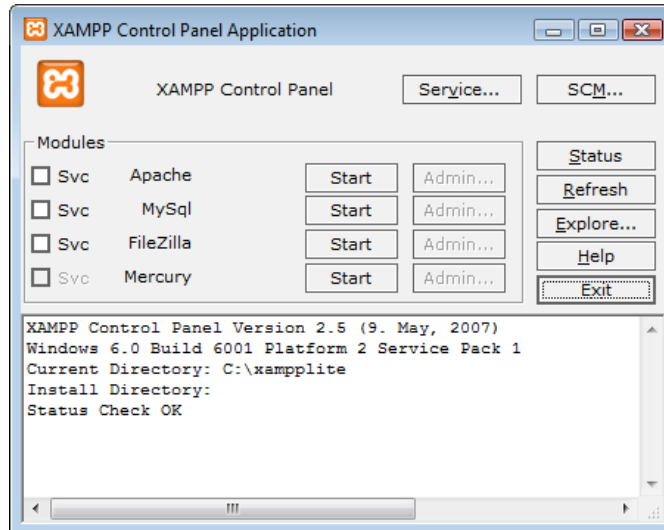 XAMPP Control Panel Application
XAMPP Control Panel
Service...
SCM...
Modules
Svc Apache Start Admin...
Svc MySql Start Admin...
Svc FileZilla Start Admin...
Svc Mercury Start Admin...
Status
Refresh
Explore...
Help
Exit
XAMPP Control Panel Version 2.5 (9. May, 2007)
Windows 6.0 Build 6001 Platform 2 Service Pack 1
Current Directory: C:\xampplite
Install Directory:
Status Check OK